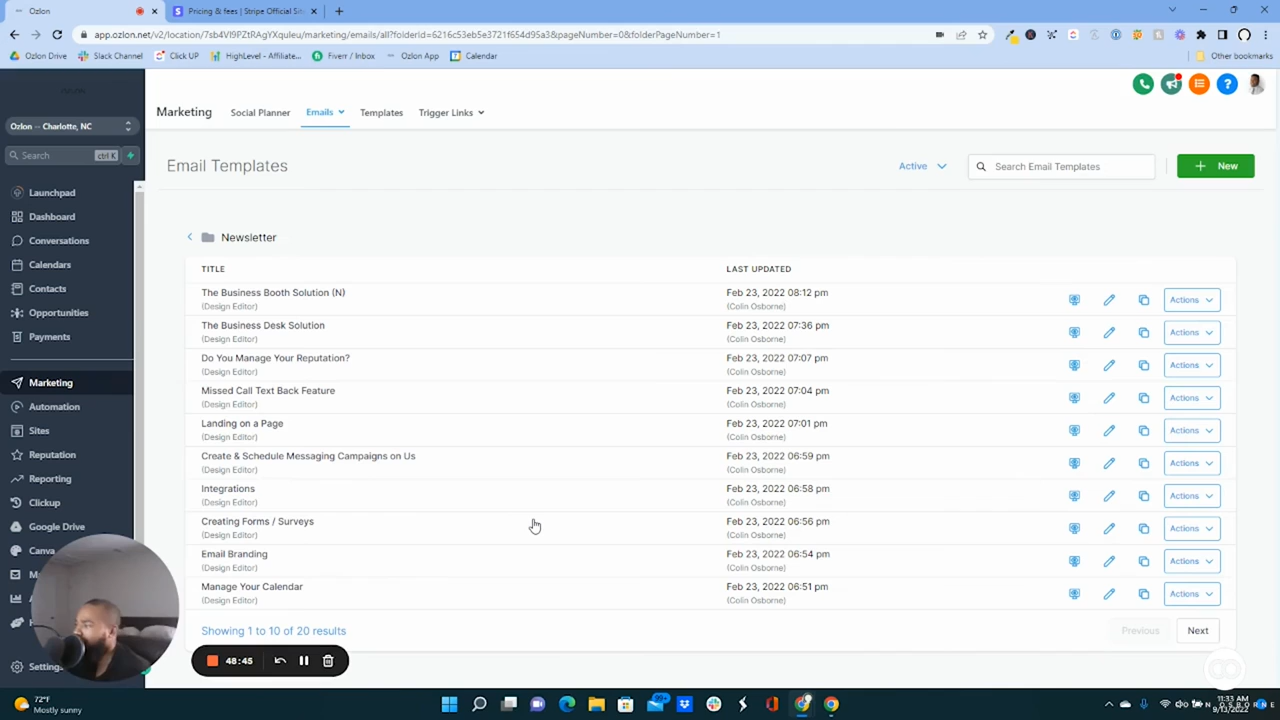 Ozlon
Pricing & fees | Stripe Official Sit
app.ozlon.net/v2/location/7sb4Vl9PZtRAgYXquleu/marketing/emails/all?folderId=6216c53eb5e3721f654d95a3&pageNumber=0&folderPageNumber=1
Ozlon Drive
Slack Channel
Click UP
HighLevel - Affiliate...
Fiverr / Inbox
Ozlon App
Calendar
Other bookmarks
Marketing
Social Planner
Emails
Templates
Trigger Links
Ozlon -- Charlotte, NC
Search
ctrl K
Launchpad
Dashboard
Conversations
Calendars
Contacts
Opportunities
Payments
Marketing
Automation
Sites
Reputation
Reporting
Clickup
Google Drive
Canva
Email Templates
Active
Search Email Templates
+ New
Newsletter
TITLE LAST UPDATED
The Business Booth Solution (N) Feb 23, 2022 08:12 pm Actions
(Design Editor) (Colin Osborne)
The Business Desk Solution Feb 23, 2022 07:36 pm Actions
(Design Editor) (Colin Osborne)
Do You Manage Your Reputation? Feb 23, 2022 07:07 pm Actions
(Design Editor) (Colin Osborne)
Missed Call Text Back Feature Feb 23, 2022 07:04 pm Actions
(Design Editor) (Colin Osborne)
Landing on a Page Feb 23, 2022 07:01 pm Actions
(Design Editor) (Colin Osborne)
Create & Schedule Messaging Campaigns on Us Feb 23, 2022 06:59 pm Actions
(Design Editor) (Colin Osborne)
Integrations Feb 23, 2022 06:58 pm Actions
(Design Editor) (Colin Osborne)
Creating Forms / Surveys Feb 23, 2022 06:56 pm Actions
(Design Editor) (Colin Osborne)
Email Branding Feb 23, 2022 06:54 pm Actions
(Design Editor) (Colin Osborne)
Manage Your Calendar Feb 23, 2022 06:51 pm Actions
(Design Editor) (Colin Osborne)
Showing 1 to 10 of 20 results
Previous
Next
48:45
72°F
Mostly sunny
11:33 AM
9/13/2022